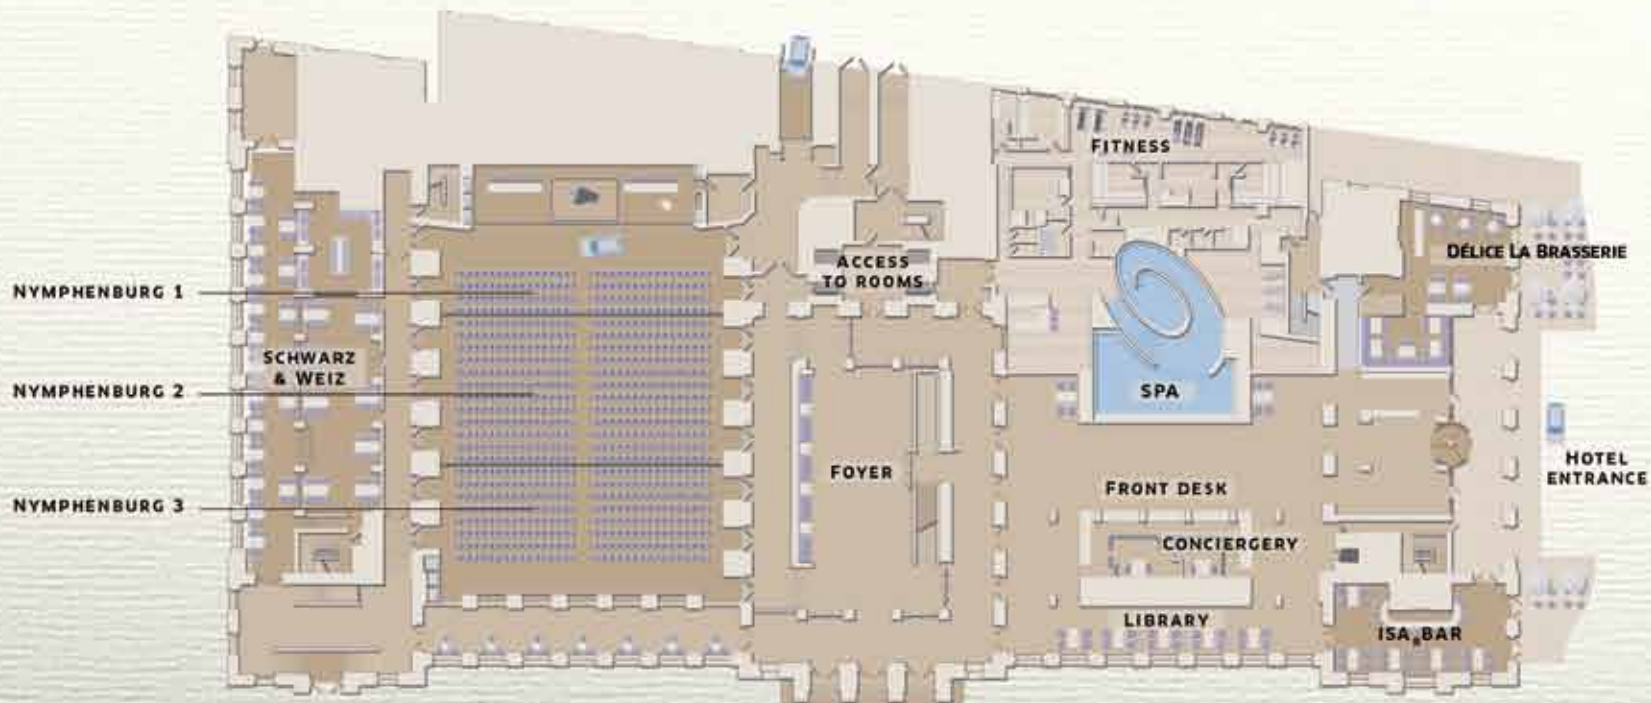 FITNESS
DÉLICE LA BRASSERIE
ACCESS
TO ROOMS
NYMPHENBURG 1
SCHWARZ
& WEIZ
NYMPHENBURG 2
SPA
FOYER
HOTEL
ENTRANCE
FRONT DESK
NYMPHENBURG 3
CONCIERGERY
LIBRARY
ISA BAR